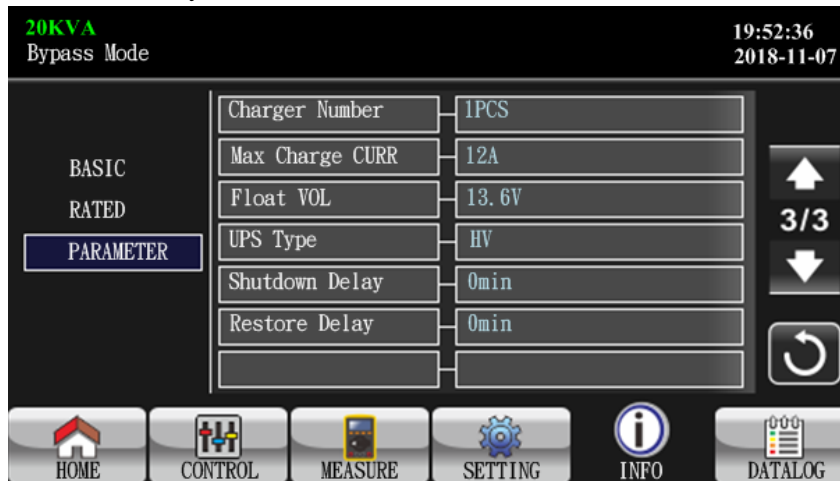 20KVA
Bypass Mode
19:52:36
2018-11-07
BASIC
RATED
PARAMETER
Charger Number 1PCS
Max Charge CURR 12A
Float VOL 13.6V
UPS Type HV
Shutdown Delay 0min
Restore Delay 0min
3/3
HOME CONTROL MEASURE SETTING INFO DATALOG